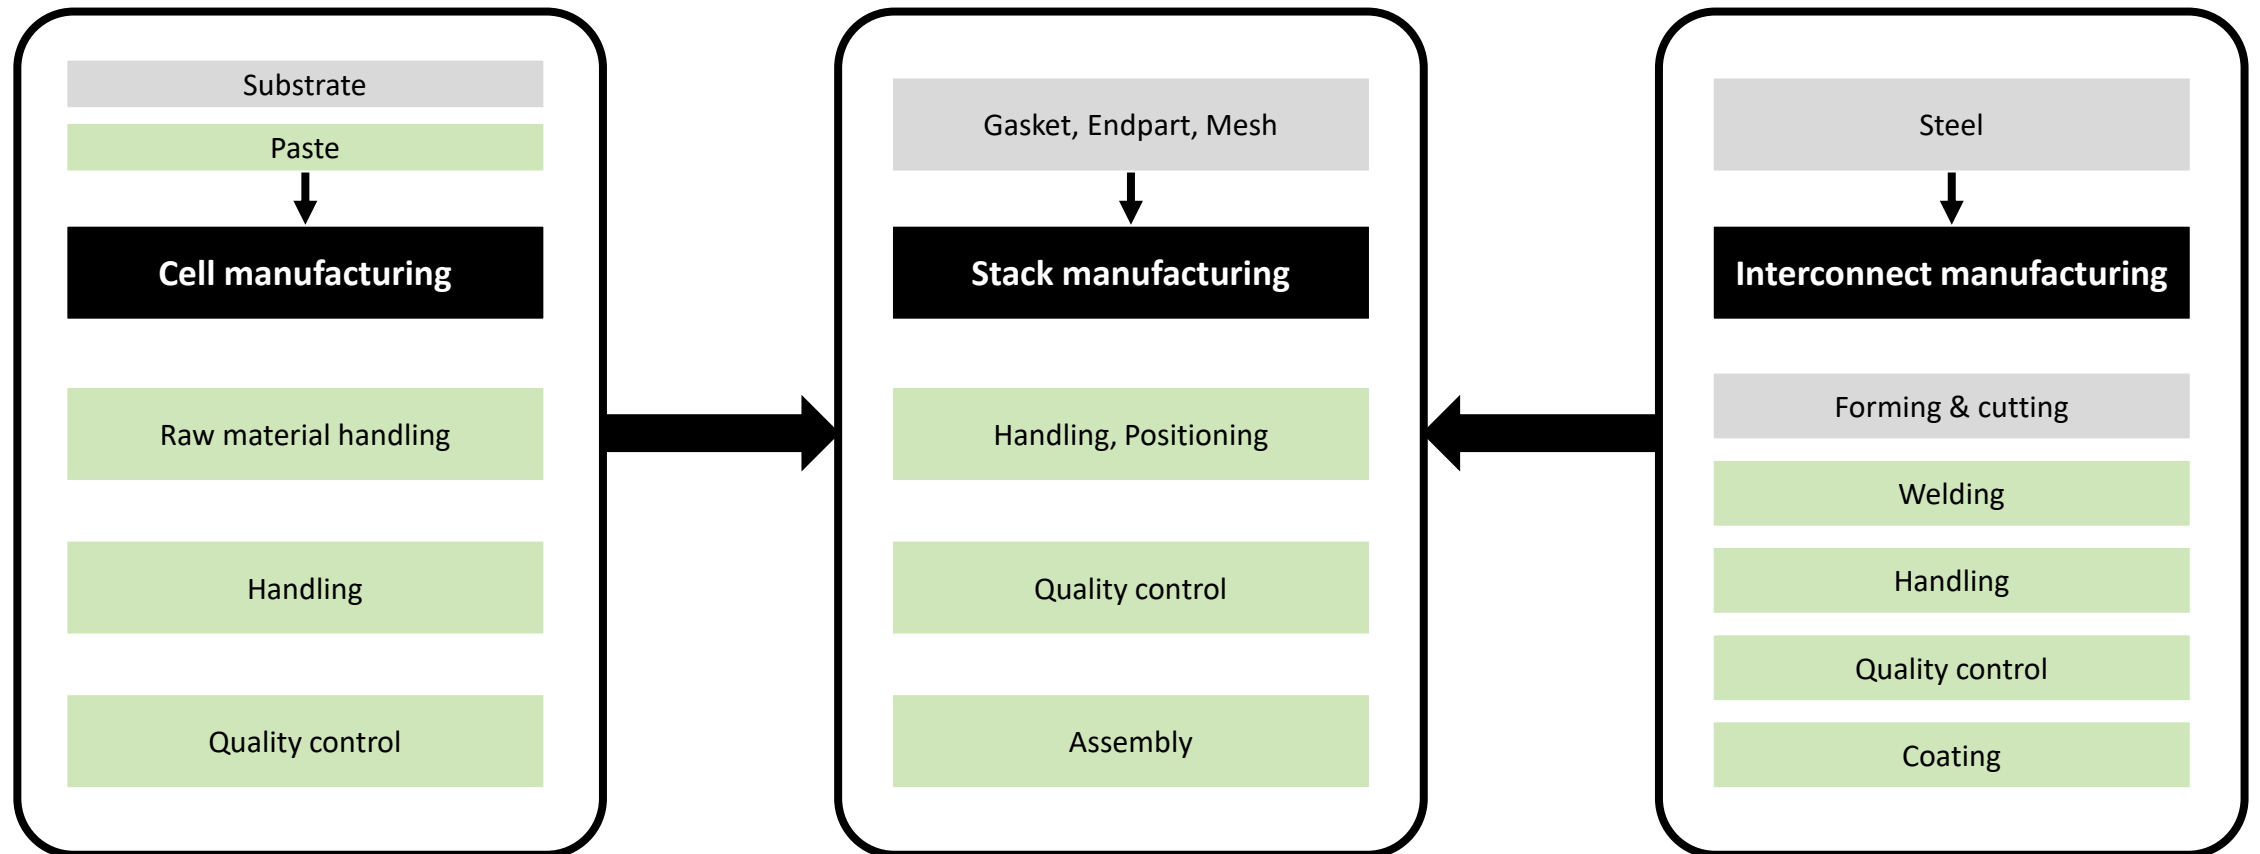 Substrate
Paste
Cell manufacturing
Raw material handling
Handling
Quality control
Gasket, Endpart, Mesh
Stack manufacturing
Handling, Positioning
Quality control
Assembly
Steel
Interconnect manufacturing
Forming & cutting
Welding
Handling
Quality control
Coating